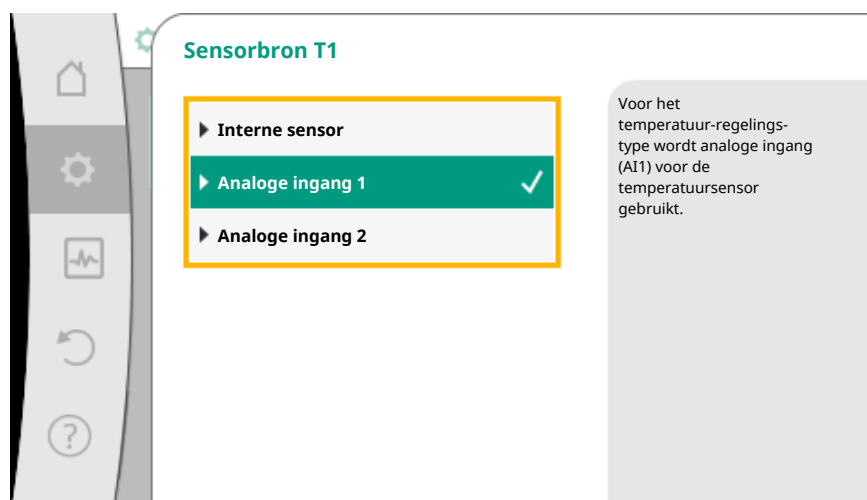 Sensorbron T1
Interne sensor
Analoge ingang 1
Analoge ingang 2
Voor het
temperatuur-regelings-
type wordt analoge ingang
(AI1) voor de
temperatuursensor
gebruikt.
?